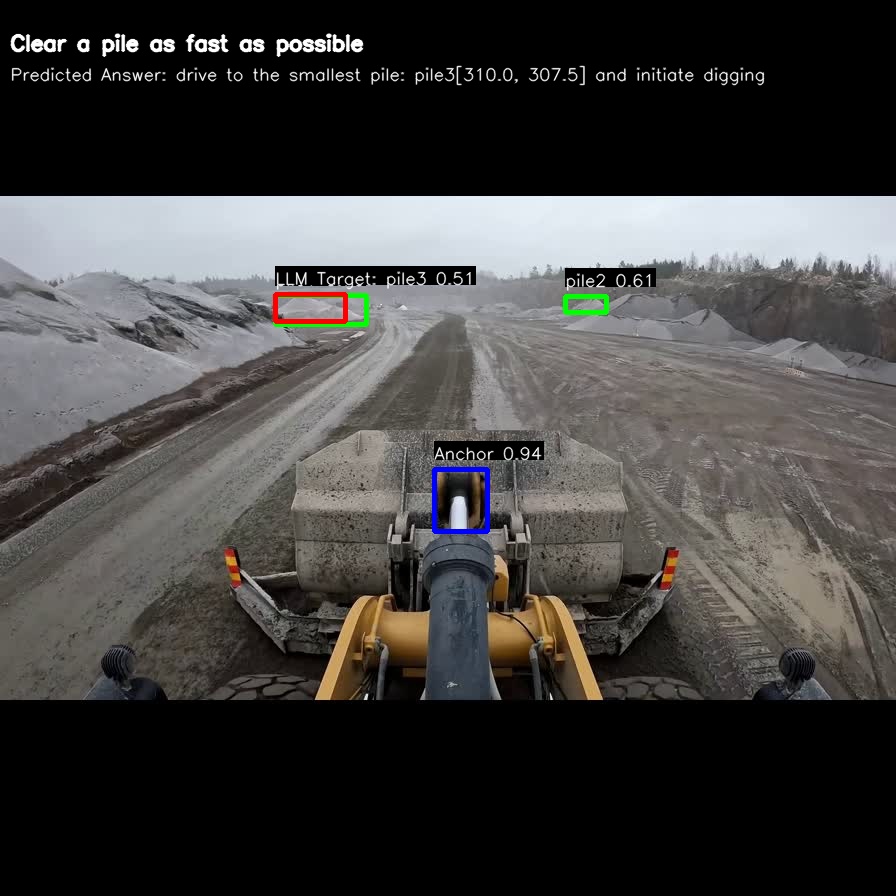 Clear a pile as fast as possible
Predicted Answer: drive to the smallest pile: pile3[310.0, 307.5] and initiate digging
LLM Target: pile3 0.51
pile2 0.61
Anchor 0.94